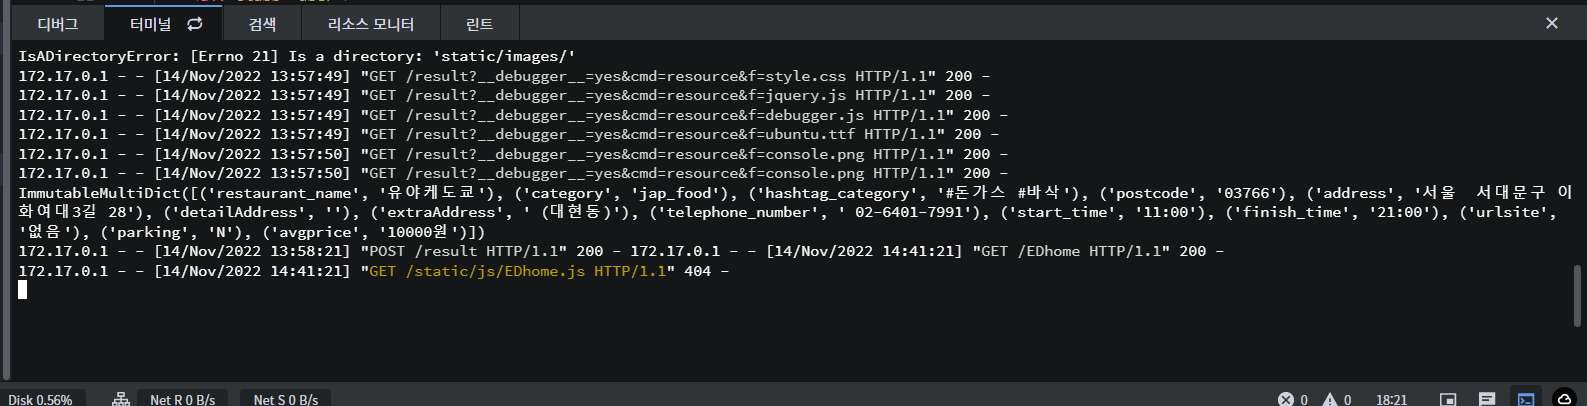 디버그 터미널 검색 리소스 모니터 린트
IsADirectoryError: [Errno 21] Is a directory: 'static/images/'
172.17.0.1 - - [14/Nov/2022 13:57:49] "GET /result?__debugger__=yes&cmd=resource&f=style.css HTTP/1.1" 200 -
172.17.0.1 - - [14/Nov/2022 13:57:49] "GET /result?__debugger__=yes&cmd=resource&f=jquery.js HTTP/1.1" 200 -
172.17.0.1 - - [14/Nov/2022 13:57:49] "GET /result?__debugger__=yes&cmd=resource&f=debugger.js HTTP/1.1" 200 -
172.17.0.1 - - [14/Nov/2022 13:57:49] "GET /result?__debugger__=yes&cmd=resource&f=ubuntu.ttf HTTP/1.1" 200 -
172.17.0.1 - - [14/Nov/2022 13:57:50] "GET /result?__debugger__=yes&cmd=resource&f=console.png HTTP/1.1" 200 -
172.17.0.1 - - [14/Nov/2022 13:57:50] "GET /result?__debugger__=yes&cmd=resource&f=console.png HTTP/1.1" 200 -
ImmutableMultiDict([('restaurant_name', '유야케도쿄'), ('category', 'jap_food'), ('hashtag_category', '#돈가스 #바삭'), ('postcode', '03766'), ('address', '서울 서대문구 이
화여대3길 28'), ('detailAddress', ''), ('extraAddress', ' (대현동)'), ('telephone_number', ' 02-6401-7991'), ('start_time', '11:00'), ('finish_time', '21:00'), ('urlsite',
'없음'), ('parking', 'N'), ('avgprice', '10000원')])
172.17.0.1 - - [14/Nov/2022 13:58:21] "POST /result HTTP/1.1" 200 - 172.17.0.1 - - [14/Nov/2022 14:41:21] "GET /EDhome HTTP/1.1" 200 -
172.17.0.1 - - [14/Nov/2022 14:41:21] "GET /static/js/EDhome.js HTTP/1.1" 404 -
Disk 0.56% Net R 0 B/s Net S 0 B/s 0 0 18:21